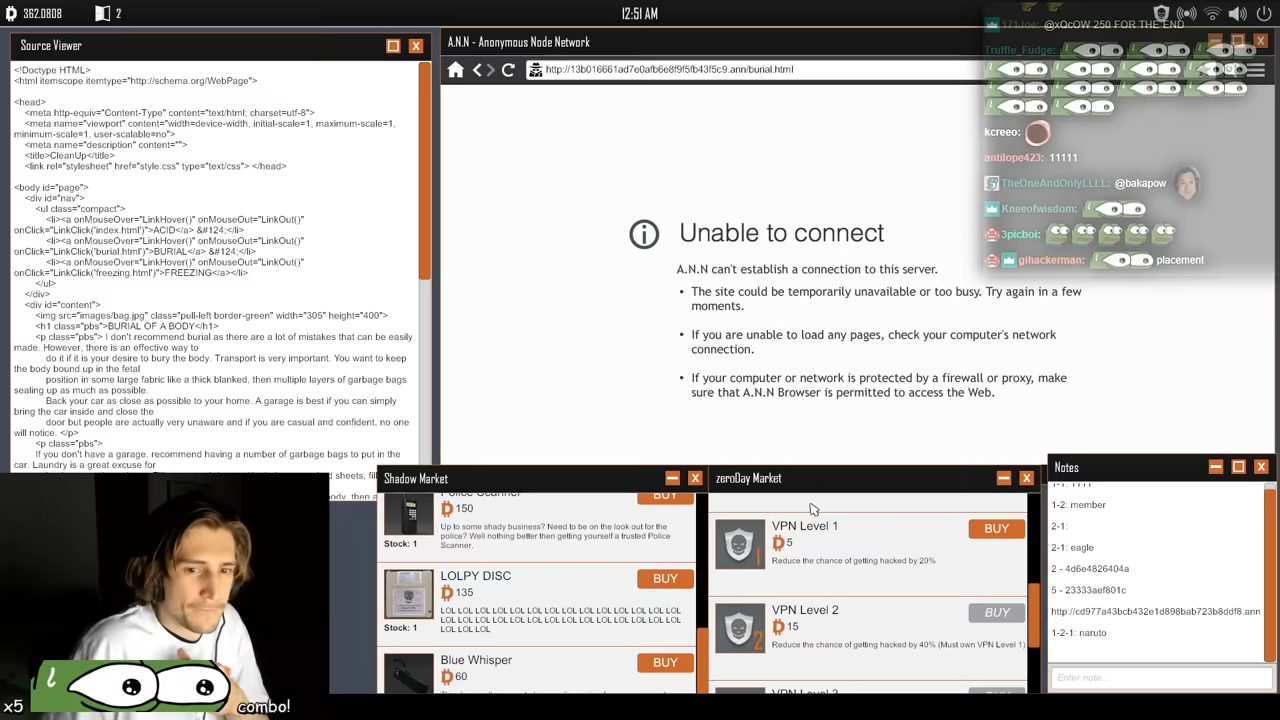 362.0808
2
12:51 AM
Source Viewer
<!Doctype HTML>
<html itemscope itemtype="http://schema.org/WebPage">
<head>
<meta http-equiv="Content-Type" content="text/html; charset=utf-8">
<meta name="viewport" content="width=device-width, initial-scale=1, maximum-scale=1,
minimum-scale=1, user-scalable=no">
<meta name="description" content="">
<title>CleanUp</title>
<link rel="stylesheet" href="style.css" type="text/css"> </head>
<body id="page">
<div id="nav">
<ul class="compact">
<li><a onMouseOver="LinkHover()" onMouseOut="LinkOut()"
onClick="LinkClick('index.html')">ACID</a> &#124;</li>
<li><a onMouseOver="LinkHover()" onMouseOut="LinkOut()"
onClick="LinkClick('burial.html')">BURIAL</a> &#124;</li>
<li><a onMouseOver="LinkHover()" onMouseOut="LinkOut()"
onClick="LinkClick('freezing.html')">FREEZING</a></li>
</ul>
</div>
<div id="content">
<img src="images/bag.jpg" class="pull-left border-green" width="305" height="400">
<h1 class="pbs">BURIAL OF A BODY</h1>
<p class="pbs"> I don't recommend burial as there are a lot of mistakes that can be easily
made. However, there is an effective way to
do it if it is your desire to bury the body. Transport is very important. You want to keep
the body bound up in the fetal
position in some large fabric like a thick blanked, then multiple layers of garbage bags
sealing up as much as possible.
Back your car as close as possible to your home. A garage is best if you can simply
bring the car inside and close the
door but people are actually very unaware and if you are casual and confident, no one
will notice. </p>
<p class="pbs">
If you don't have a garage, recommend having a number of garbage bags to put in the
car. Laundry is a great excuse for
A.N.N - Anonymous Node Network
http://13b016661ad7e0afb6e8f9f5fb43f5c9.ann/burial.html
Unable to connect
A.N.N can't establish a connection to this server.
• The site could be temporarily unavailable or too busy. Try again in a few
moments.
• If you are unable to load any pages, check your computer's network
connection.
• If your computer or network is protected by a firewall or proxy, make
sure that A.N.N Browser is permitted to access the Web.
171Joe: @xQcOW 250 FOR THE END
Truffle_Fudge:
kcreeo:
antilope423: 11111
TheOneAndOnlyLLLL: @bakapow
Kneeofwisdom:
3picboi:
gihackerman: placement
Shadow Market
Police Scanner
BUY
150
Up to some shady business? Need to be on the look out for the
police? Well nothing better then getting yourself a trusted Police
Scanner.
Stock: 1
LOLPY DISC
BUY
135
LOL LOL LOL LOL LOL LOL LOL LOL LOL LOL LOL LOL
LOL LOL LOL LOL LOL LOL LOL LOL LOL LOL LOL LOL
LOL LOL LOL
Stock: 1
Blue Whisper
BUY
60
zeroDay Market
VPN Level 1
BUY
5
Reduce the chance of getting hacked by 20%
1
VPN Level 2
BUY
15
Reduce the chance of getting hacked by 40% (Must own VPN Level 1)
2
Notes
1-1: 1111
1-2: member
1-2:
2-1: eagle
2 - 4d6e4826404a
5 - 23333aef801c
http://cd977a43bcb432e1d898bab723b8ddf8.ann
1-2-1: naruto
Enter note...
x5
combo!